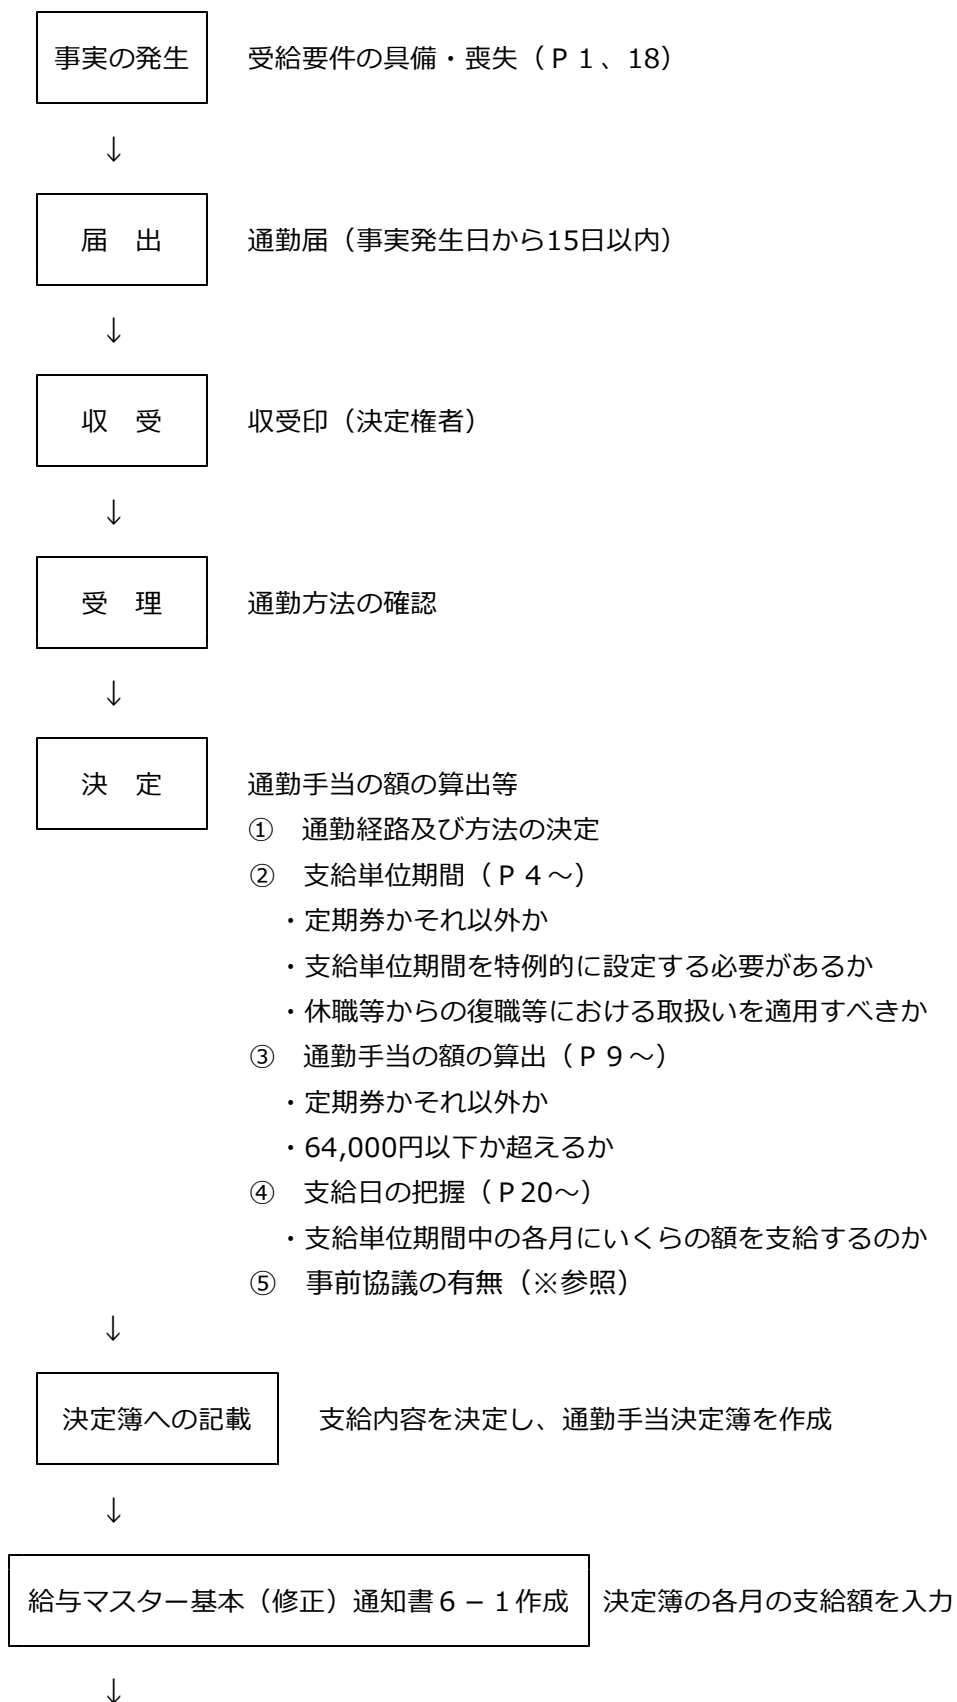 事実の発生　受給要件の具備・喪失（Ｐ１、18）
↓
届　出　通勤届（事実発生日から15日以内）
↓
収　受　収受印（決定権者）
↓
受　理　通勤方法の確認
↓
決　定　通勤手当の額の算出等
①　通勤経路及び方法の決定
②　支給単位期間（Ｐ４～）
・定期券かそれ以外か
・支給単位期間を特例的に設定する必要があるか
・休職等からの復職等における取扱いを適用すべきか
③　通勤手当の額の算出（Ｐ９～）
・定期券かそれ以外か
・64,000円以下か超えるか
④　支給日の把握（Ｐ20～）
・支給単位期間中の各月にいくらの額を支給するのか
⑤　事前協議の有無（※参照）
↓
決定簿への記載　支給内容を決定し、通勤手当決定簿を作成
↓
給与マスター基本（修正）通知書６－１作成　決定簿の各月の支給額を入力
↓